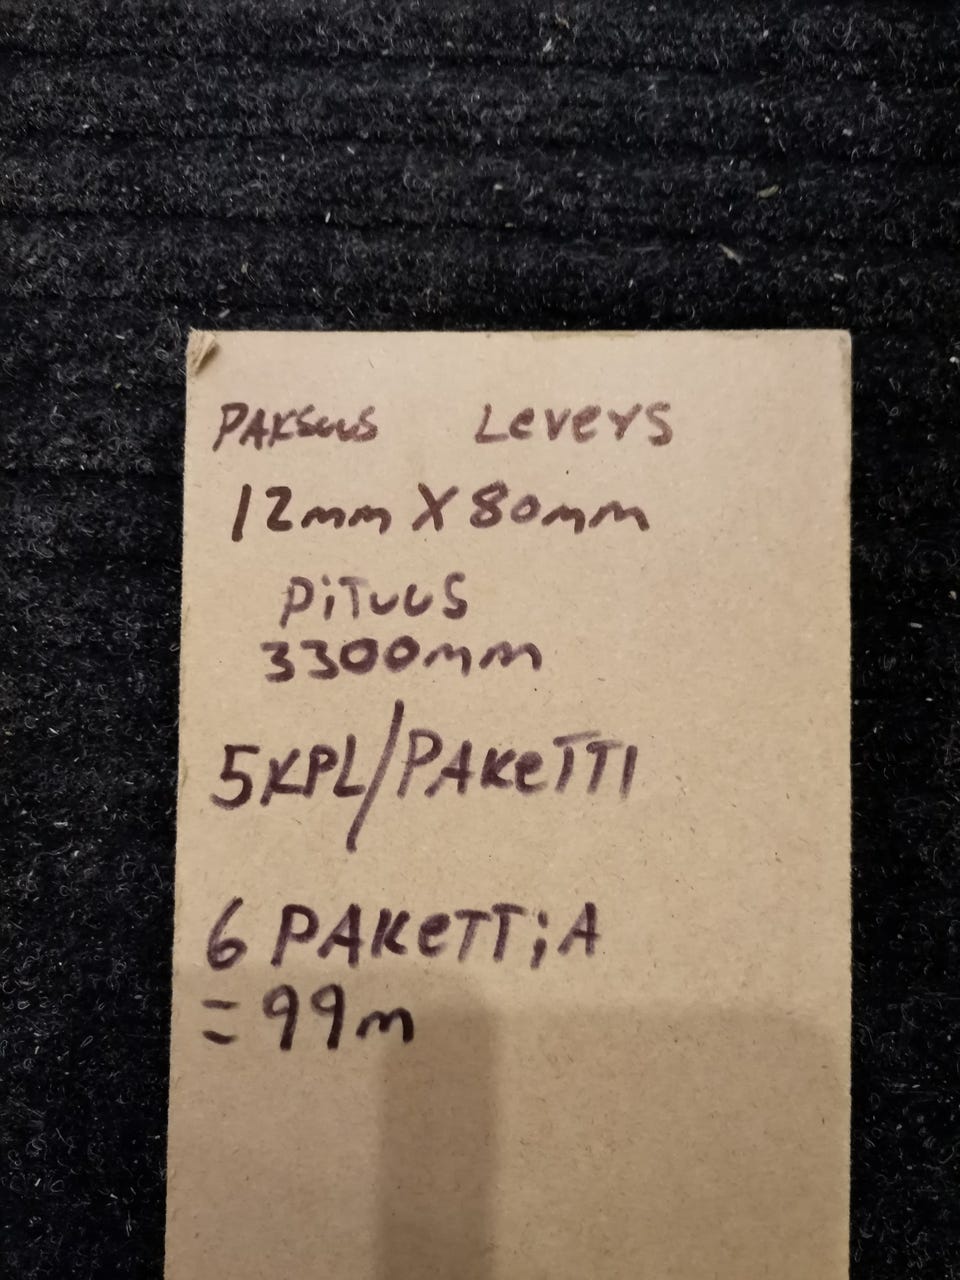 PAKSUUS Leveys
12mm X 80mm
PiTUUS
3300mm
5KPL/PAKeTTI
6 PAKeTTiA
= 99m